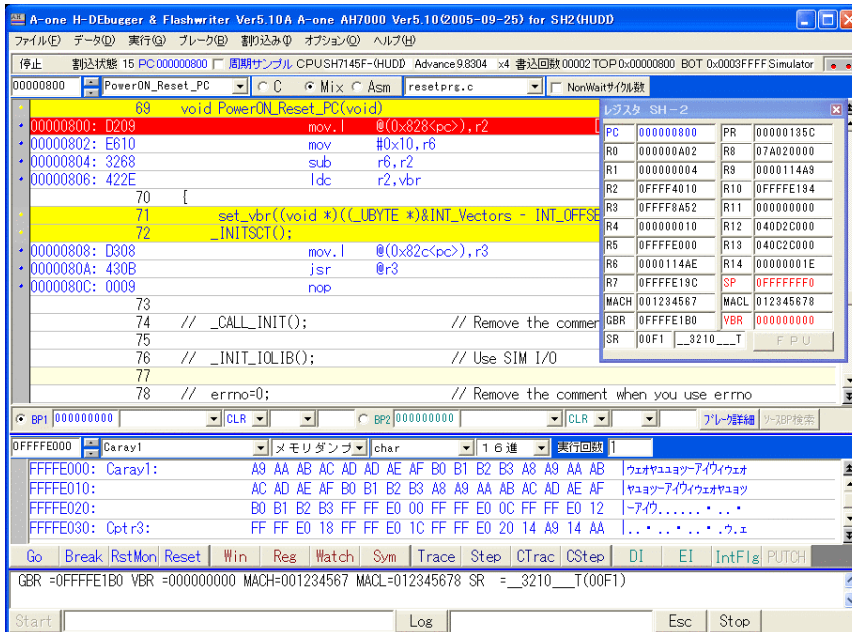 A-one H-DEbugger & Flashwriter Ver5.10A A-one AH7000 Ver5.10(2005-09-25) for SH2(HUDI)
ファイル(F) データ(D) 実行(G) ブレーク(B) 割り込み(I) オプション(O) ヘルプ(H)
停止 割込状態 15 PC 00000800 周期サンプル CPU SH7145F-(HUDI) Advance 9.8304 x4 書込回数 00002 TOP 0x00000800 BOT 0x0003FFFF Simulator
00000800 PowerON_Reset_PC C Mix Asm resetprg.c NonWaitサイクル数
69 void PowerON_Reset_PC(void)
00000800: D209 mov.l @(0x828<pc>),r2
00000802: E610 mov #0x10,r6
00000804: 3268 sub r6,r2
00000806: 422E ldc r2,vbr
70 {
71 set_vbr((void *)((_UBYTE *)&INT_Vectors - INT_OFFSE
72 _INITSCT();
00000808: D308 mov.l @(0x82c<pc>),r3
0000080A: 430B jsr @r3
0000080C: 0009 nop
73
74 // _CALL_INIT(); // Remove the commen
75
76 // _INIT_IOLIB(); // Use SIM I/O
77
78 // errno=0; // Remove the comment when you use errno
レジスタ SH-2
PC 000000800 PR 00000135C
R0 000000A02 R8 07A020000
R1 000000004 R9 0000114A9
R2 0FFFF4010 R10 0FFFFE194
R3 0FFFF8A52 R11 000000000
R4 000000010 R12 040D2C000
R5 0FFFFE000 R13 040C2C000
R6 0000114AE R14 00000001E
R7 0FFFFE19C SP 0FFFFFFF0
MACH 001234567 MACL 012345678
GBR 0FFFFE1B0 VBR 000000000
SR 00F1 __3210___T FPU
BP1 000000000 CLR BP2 000000000 CLR ブレーク詳細 ソースBP検索
0FFFFE000 Caray1 メモリダンプ char 16進 実行回数 1
FFFFE000: Caray1: A9 AA AB AC AD AD AE AF B0 B1 B2 B3 A8 A9 AA AB |ゥェォャュュョッーアイウィゥェォ
FFFFE010: AC AD AE AF B0 B1 B2 B3 A8 A9 AA AB AC AD AE AF |ャュョッーアイウィゥェォャュョッ
FFFFE020: B0 B1 B2 B3 FF FF E0 00 FF FF E0 0C FF FF E0 12 |ーアイウ
FFFFE030: Cptr3: FF FF E0 18 FF FF E0 1C FF FF E0 20 14 A9 14 AA
Go Break RstMon Reset Win Reg Watch Sym Trace Step CTrac CStep DI EI IntFlg PUTCH
GBR =0FFFFE1B0 VBR =000000000 MACH=001234567 MACL=012345678 SR =__3210___T(00F1)
Start Log Esc Stop